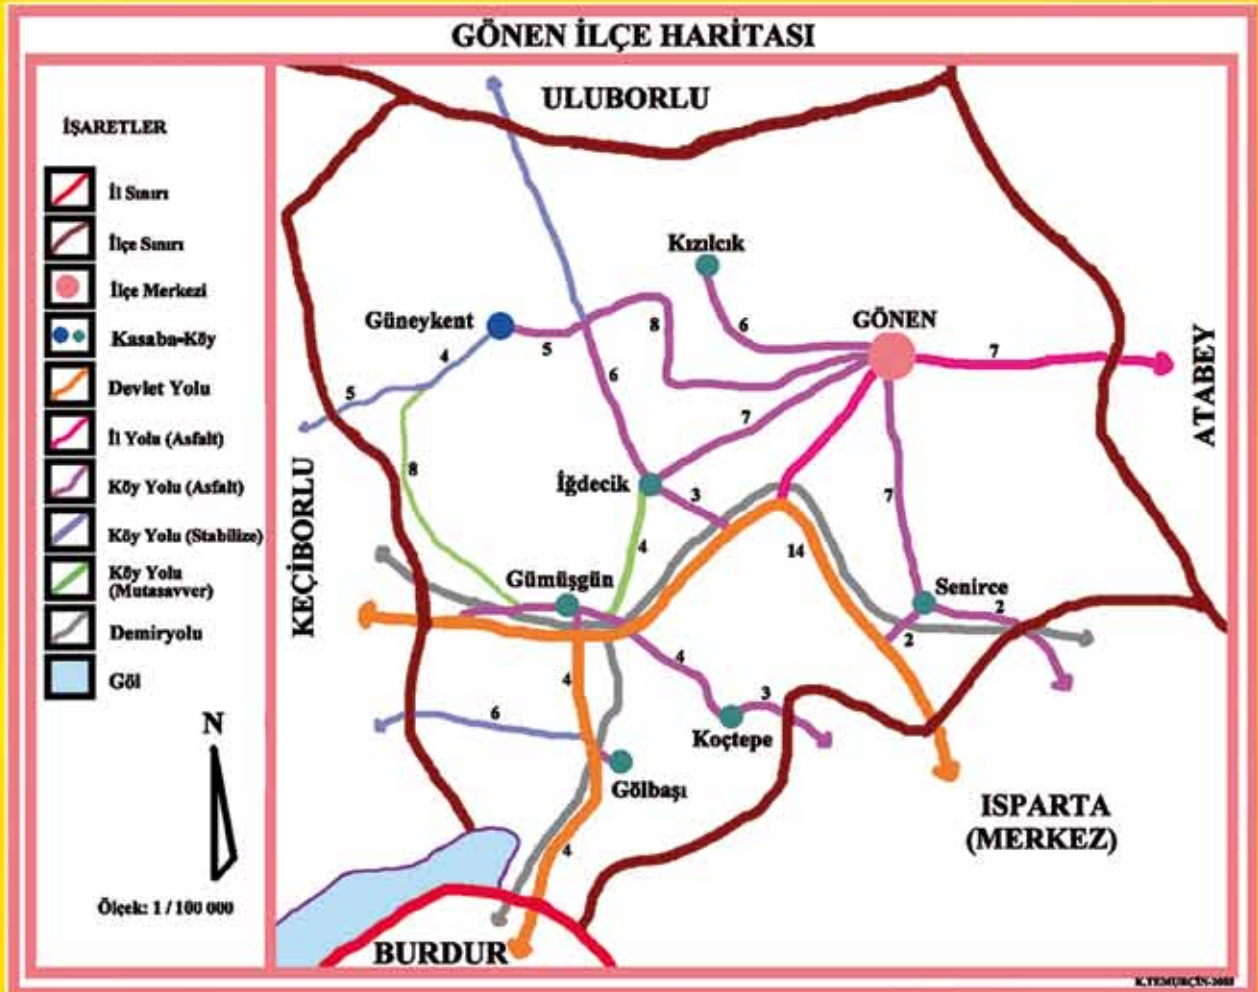 GÖNEN İLÇE HARİTASI
İŞARETLER
İl Sınırı
İlçe Sınırı
İlçe Merkezi
Kasaba-Köy
Devlet Yolu
İl Yolu (Asfalt)
Köy Yolu (Asfalt)
Köy Yolu (Stabilize)
Köy Yolu
(Mutasavver)
Demiryolu
Göl
N
Ölçek: 1 / 100 000
ULUBORLU
Kızılcık
Güneykent
GÖNEN
ATABEY
KEÇİBORLU
İğdecik
Gümüşgün
Senirce
Koçtepe
Gölbaşı
ISPARTA
(MERKEZ)
BURDUR
5
8
6
7
4
5
6
7
8
3
7
4
14
2
2
4
4
3
6
4
K.TEMURÇİN-2005